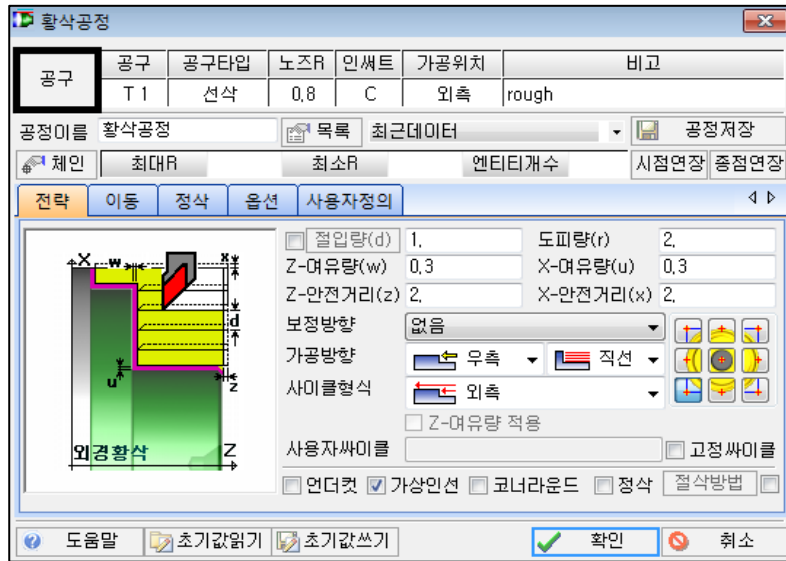 황삭공정
공구 공구 공구타입 노즈R 인써트 가공위치 비고
T 1 선삭 0,8 C 외측 rough
공정이름 황삭공정 목록 최근데이터 공정저장
체인 최대R 최소R 엔티티개수 시점연장 종점연장
전략 이동 정삭 옵션 사용자정의
절입량(d) 1, 도피량(r) 2,
Z-여유량(w) 0,3 X-여유량(u) 0,3
Z-안전거리(z) 2, X-안전거리(x) 2,
보정방향 없음
가공방향 우측 직선
사이클형식 외측
Z-여유량 적용
사용자싸이클 고정싸이클
언더컷 가상인선 코너라운드 정삭 절삭방법
X w x
d
u z
외경황삭 Z
도움말 초기값읽기 초기값쓰기 확인 취소